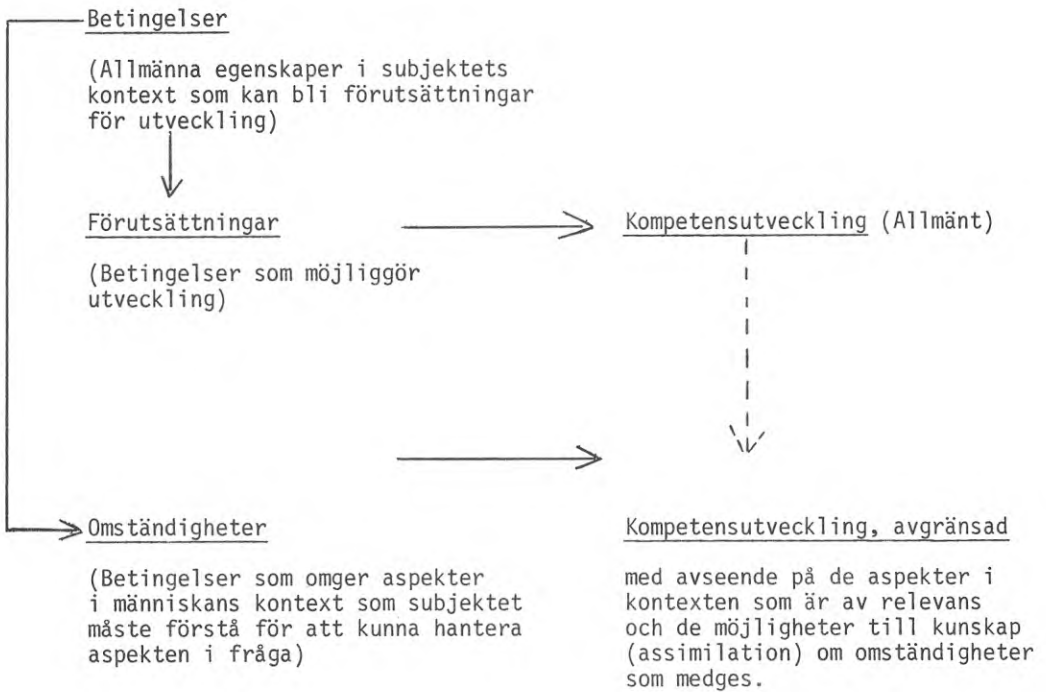 Betingelser
(Allmänna egenskaper i subjektets
kontext som kan bli förutsättningar
för utveckling)
Förutsättningar
(Betingelser som möjliggör
utveckling)
Kompetensutveckling (Allmänt)
Omständigheter
(Betingelser som omger aspekter
i människans kontext som subjektet
måste förstå för att kunna hantera
aspekten i fråga)
Kompetensutveckling, avgränsad
med avseende på de aspekter i
kontexten som är av relevans
och de möjligheter till kunskap
(assimilation) om omständigheter
som medges.